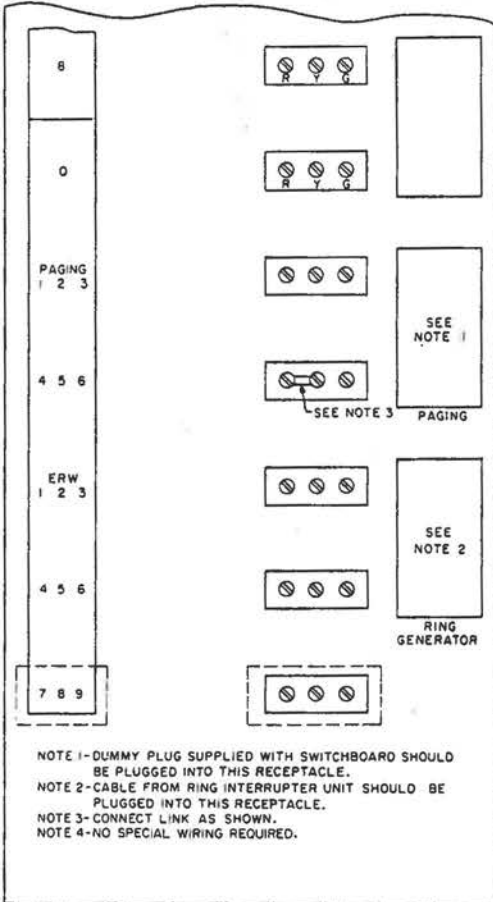 8
R Y G
0
R Y G
PAGING
1 2 3
SEE
NOTE 1
4 5 6
SEE NOTE 3
PAGING
ERW
1 2 3
SEE
NOTE 2
4 5 6
RING
GENERATOR
7 8 9
NOTE 1-DUMMY PLUG SUPPLIED WITH SWITCHBOARD SHOULD
BE PLUGGED INTO THIS RECEPTACLE.
NOTE 2-CABLE FROM RING INTERRUPTER UNIT SHOULD BE
PLUGGED INTO THIS RECEPTACLE.
NOTE 3-CONNECT LINK AS SHOWN.
NOTE 4-NO SPECIAL WIRING REQUIRED.